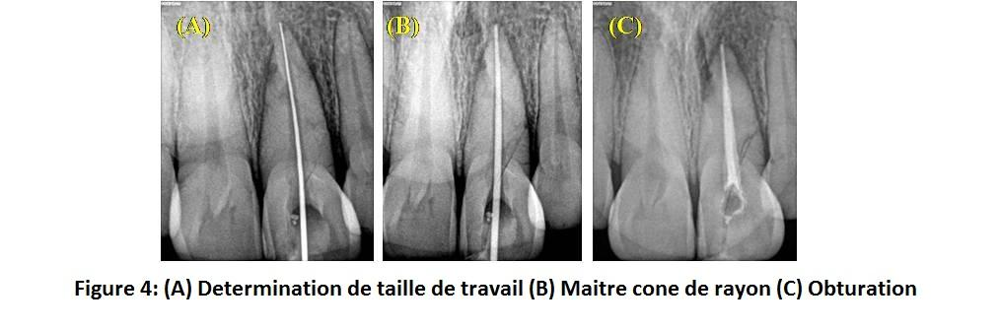 (A) (B) (C)
Figure 4: (A) Determination de taille de travail (B) Maitre cone de rayon (C) Obturation